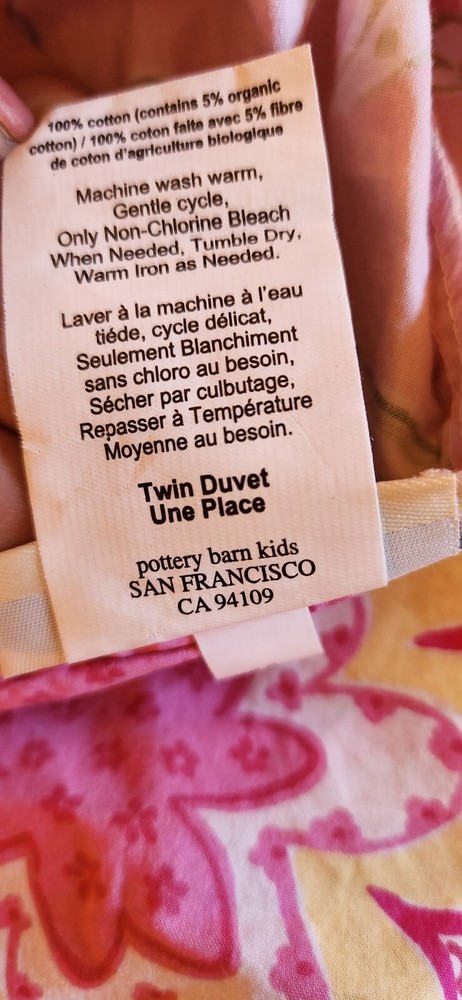 100% cotton (contains 5% organic
cotton) / 100% coton faite avec 5% fibre
de coton d'agriculture biologique
Machine wash warm,
Gentle cycle,
Only Non-Chlorine Bleach
When Needed, Tumble Dry,
Warm Iron as Needed.
Laver à la machine à l'eau
tiéde, cycle délicat,
Seulement Blanchiment
sans chloro au besoin,
Sécher par culbutage,
Repasser à Température
Moyenne au besoin.
Twin Duvet
Une Place
pottery barn kids
SAN FRANCISCO
CA 94109